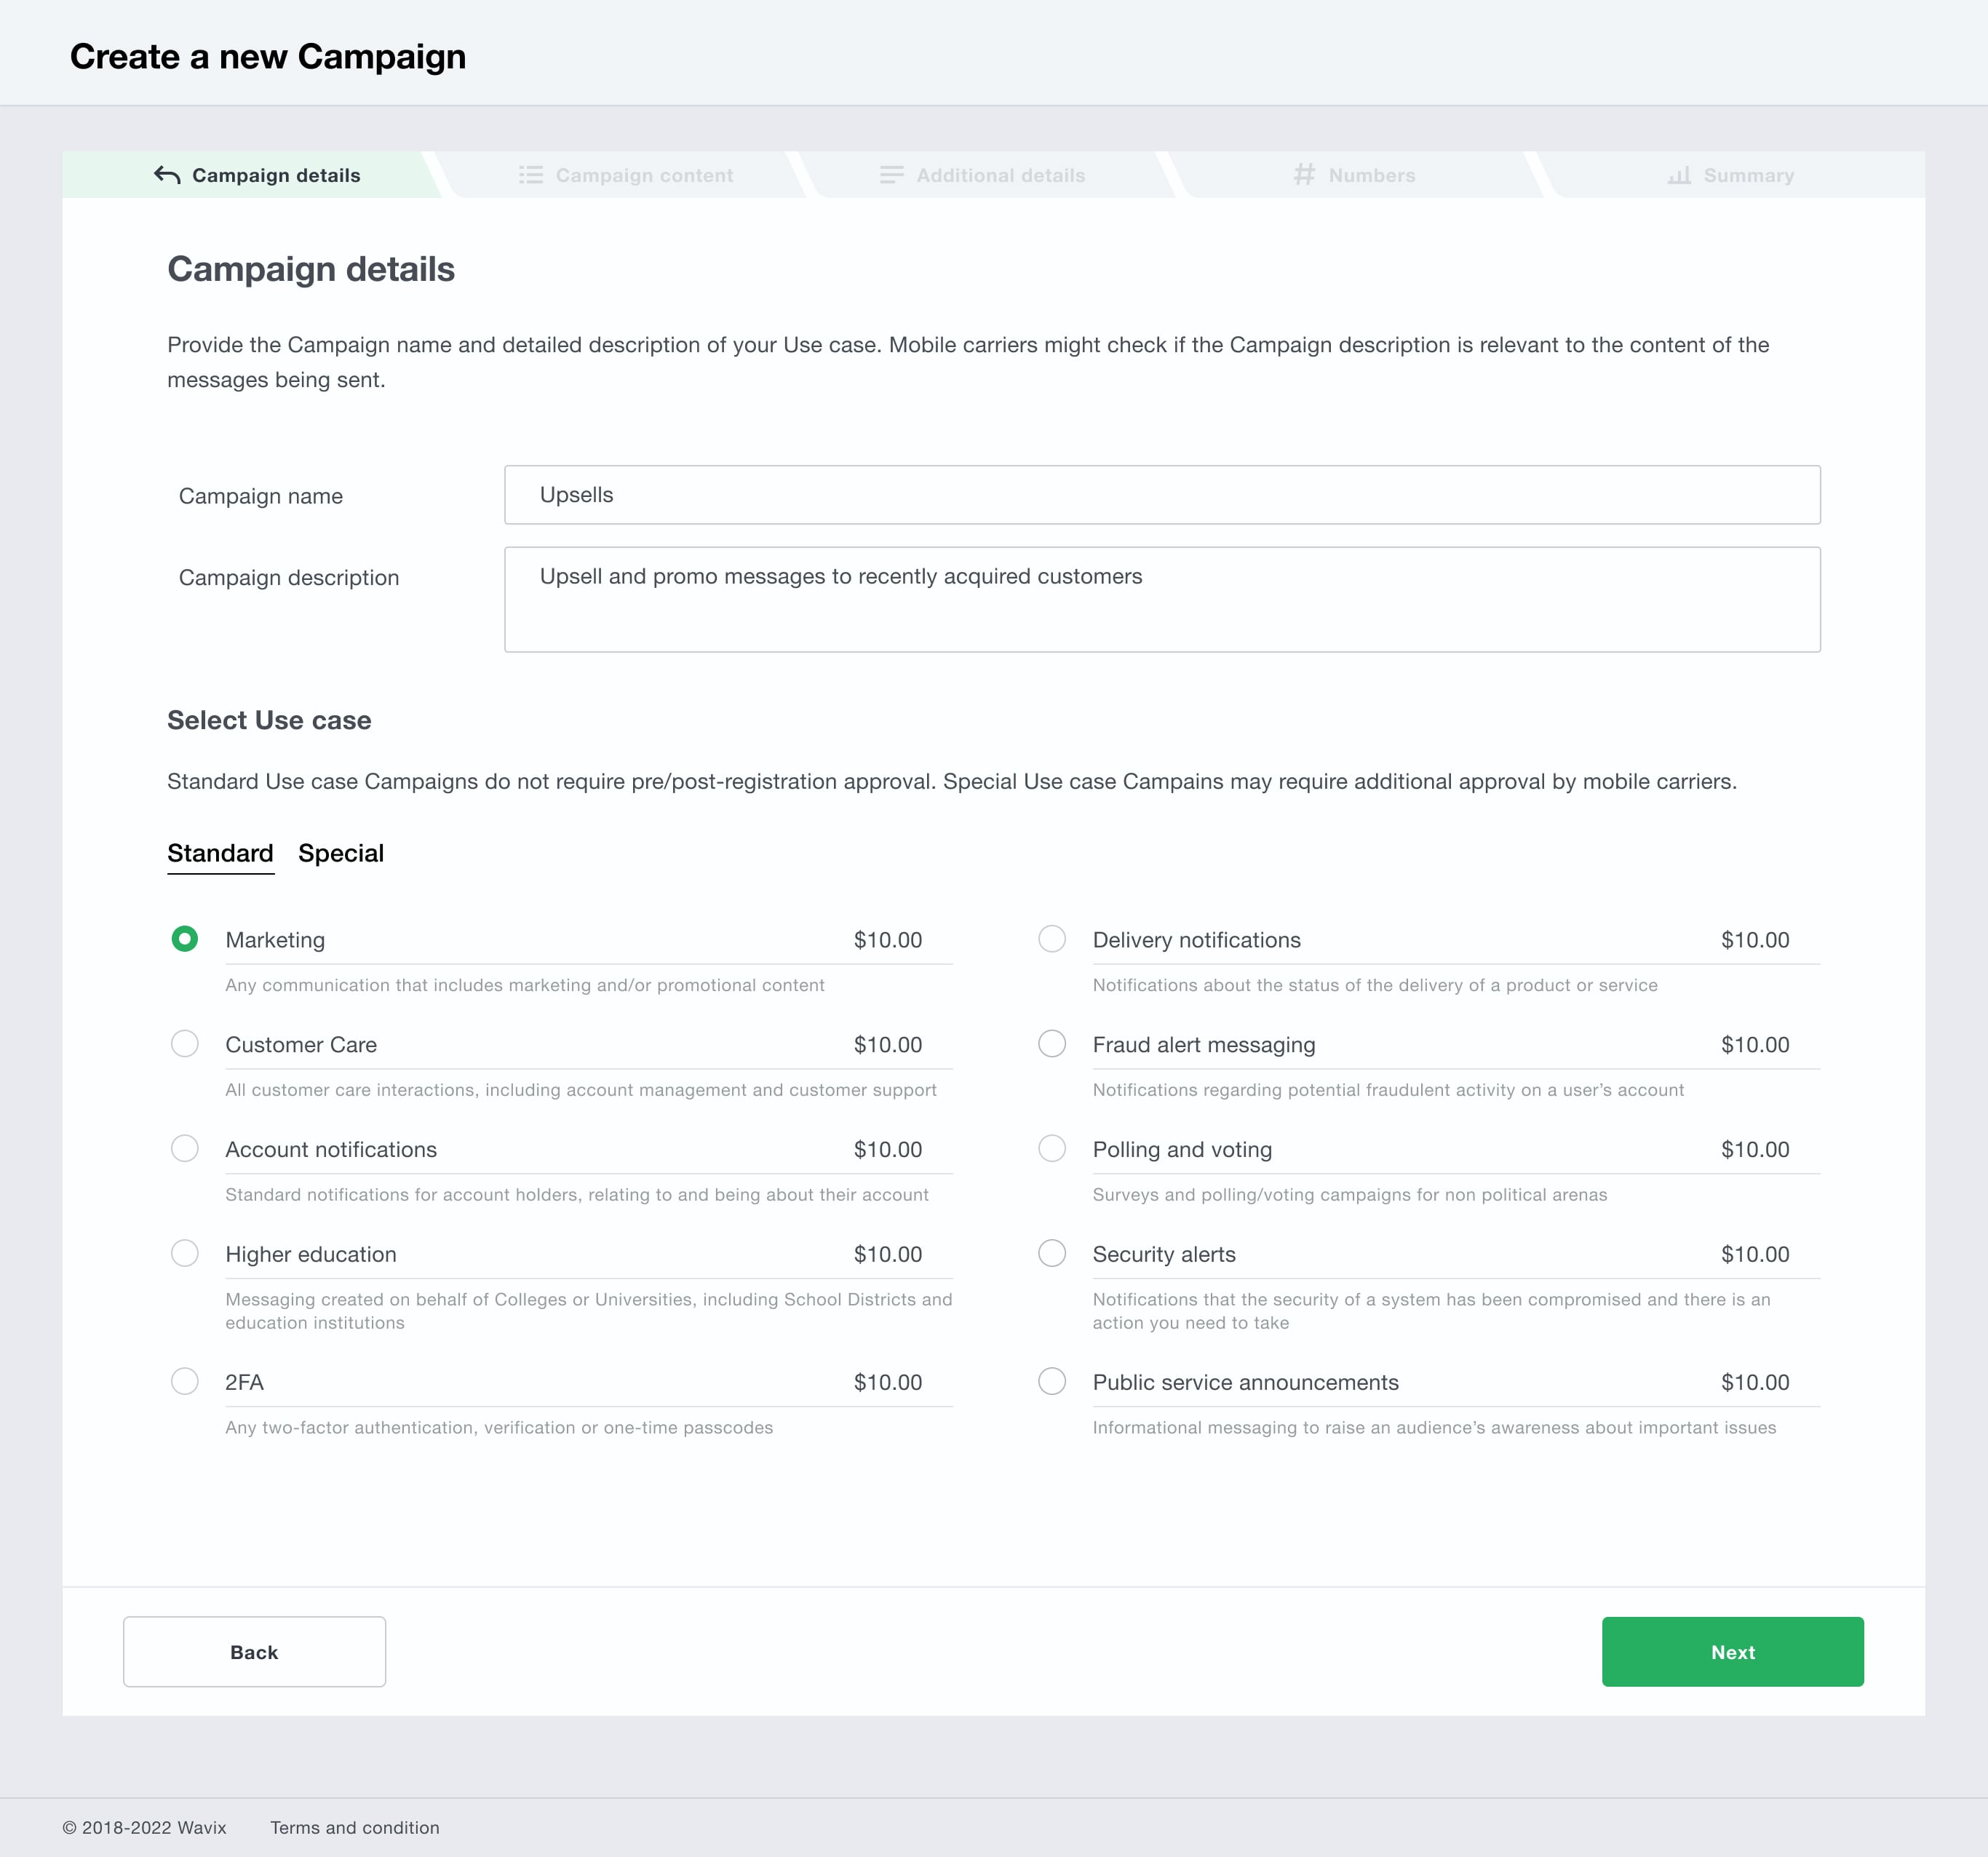 Create a new Campaign
Campaign details
Campaign content
Additional details
Numbers
Summary
Campaign details
Provide the Campaign name and detailed description of your Use case. Mobile carriers might check if the Campaign description is relevant to the content of the
messages being sent.
Campaign name
Upsells
Campaign description
Upsell and promo messages to recently acquired customers
Select Use case
Standard Use case Campaigns do not require pre/post-registration approval. Special Use case Campains may require additional approval by mobile carriers.
Standard Special
Marketing $10.00
Any communication that includes marketing and/or promotional content
Delivery notifications $10.00
Notifications about the status of the delivery of a product or service
Customer Care $10.00
All customer care interactions, including account management and customer support
Fraud alert messaging $10.00
Notifications regarding potential fraudulent activity on a user’s account
Account notifications $10.00
Standard notifications for account holders, relating to and being about their account
Polling and voting $10.00
Surveys and polling/voting campaigns for non political arenas
Higher education $10.00
Messaging created on behalf of Colleges or Universities, including School Districts and
education institutions
Security alerts $10.00
Notifications that the security of a system has been compromised and there is an
action you need to take
2FA $10.00
Any two-factor authentication, verification or one-time passcodes
Public service announcements $10.00
Informational messaging to raise an audience’s awareness about important issues
Back
Next
© 2018-2022 Wavix Terms and condition